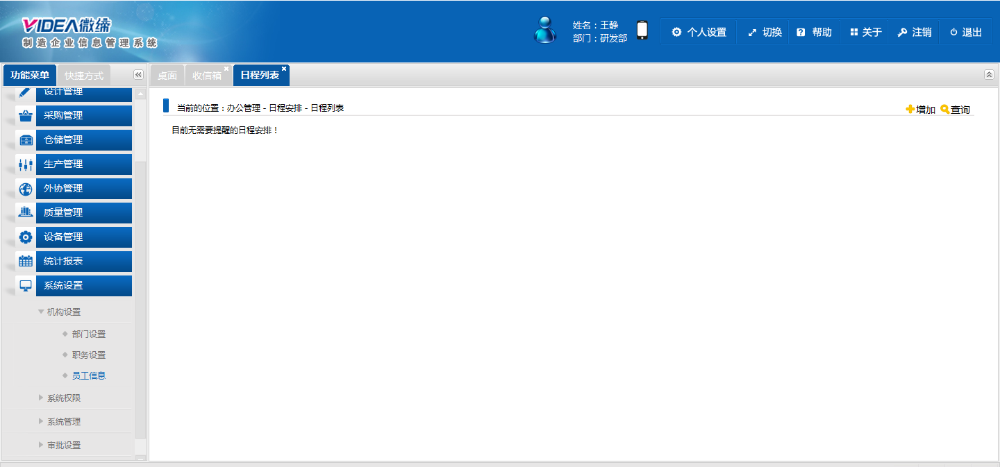 VIDEA微缔
制造企业信息管理系统
姓名：王静
部门：研发部
个人设置
切换
帮助
关于
注销
退出
功能菜单
快捷方式
桌面
收信箱
日程列表
设计管理
采购管理
仓储管理
生产管理
外协管理
质量管理
设备管理
统计报表
系统设置
机构设置
部门设置
职务设置
员工信息
系统权限
系统管理
审批设置
当前的位置：办公管理 - 日程安排 - 日程列表
增加 查询
目前无需要提醒的日程安排！